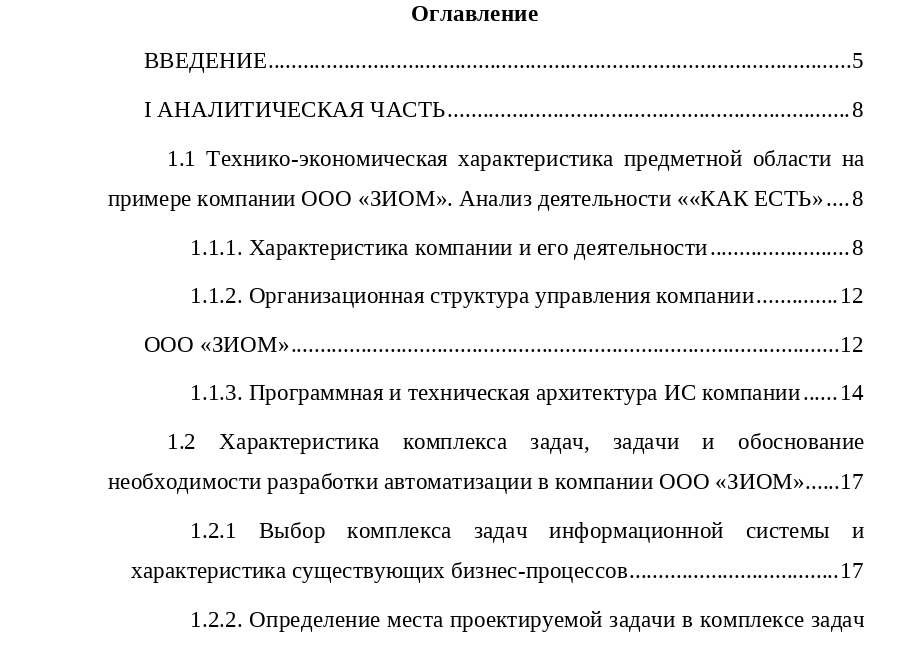 Оглавление
ВВЕДЕНИЕ....................................................................................................5
I АНАЛИТИЧЕСКАЯ ЧАСТЬ.....................................................................8
1.1 Технико-экономическая характеристика предметной области на
примере компании ООО «ЗИОМ». Анализ деятельности ««КАК ЕСТЬ»....8
1.1.1. Характеристика компании и его деятельности........................8
1.1.2. Организационная структура управления компании..............12
ООО «ЗИОМ»..............................................................................................12
1.1.3. Программная и техническая архитектура ИС компании......14
1.2 Характеристика комплекса задач, задачи и обоснование
необходимости разработки автоматизации в компании ООО «ЗИОМ»......17
1.2.1 Выбор комплекса задач информационной системы и
характеристика существующих бизнес-процессов....................................17
1.2.2. Определение места проектируемой задачи в комплексе задач